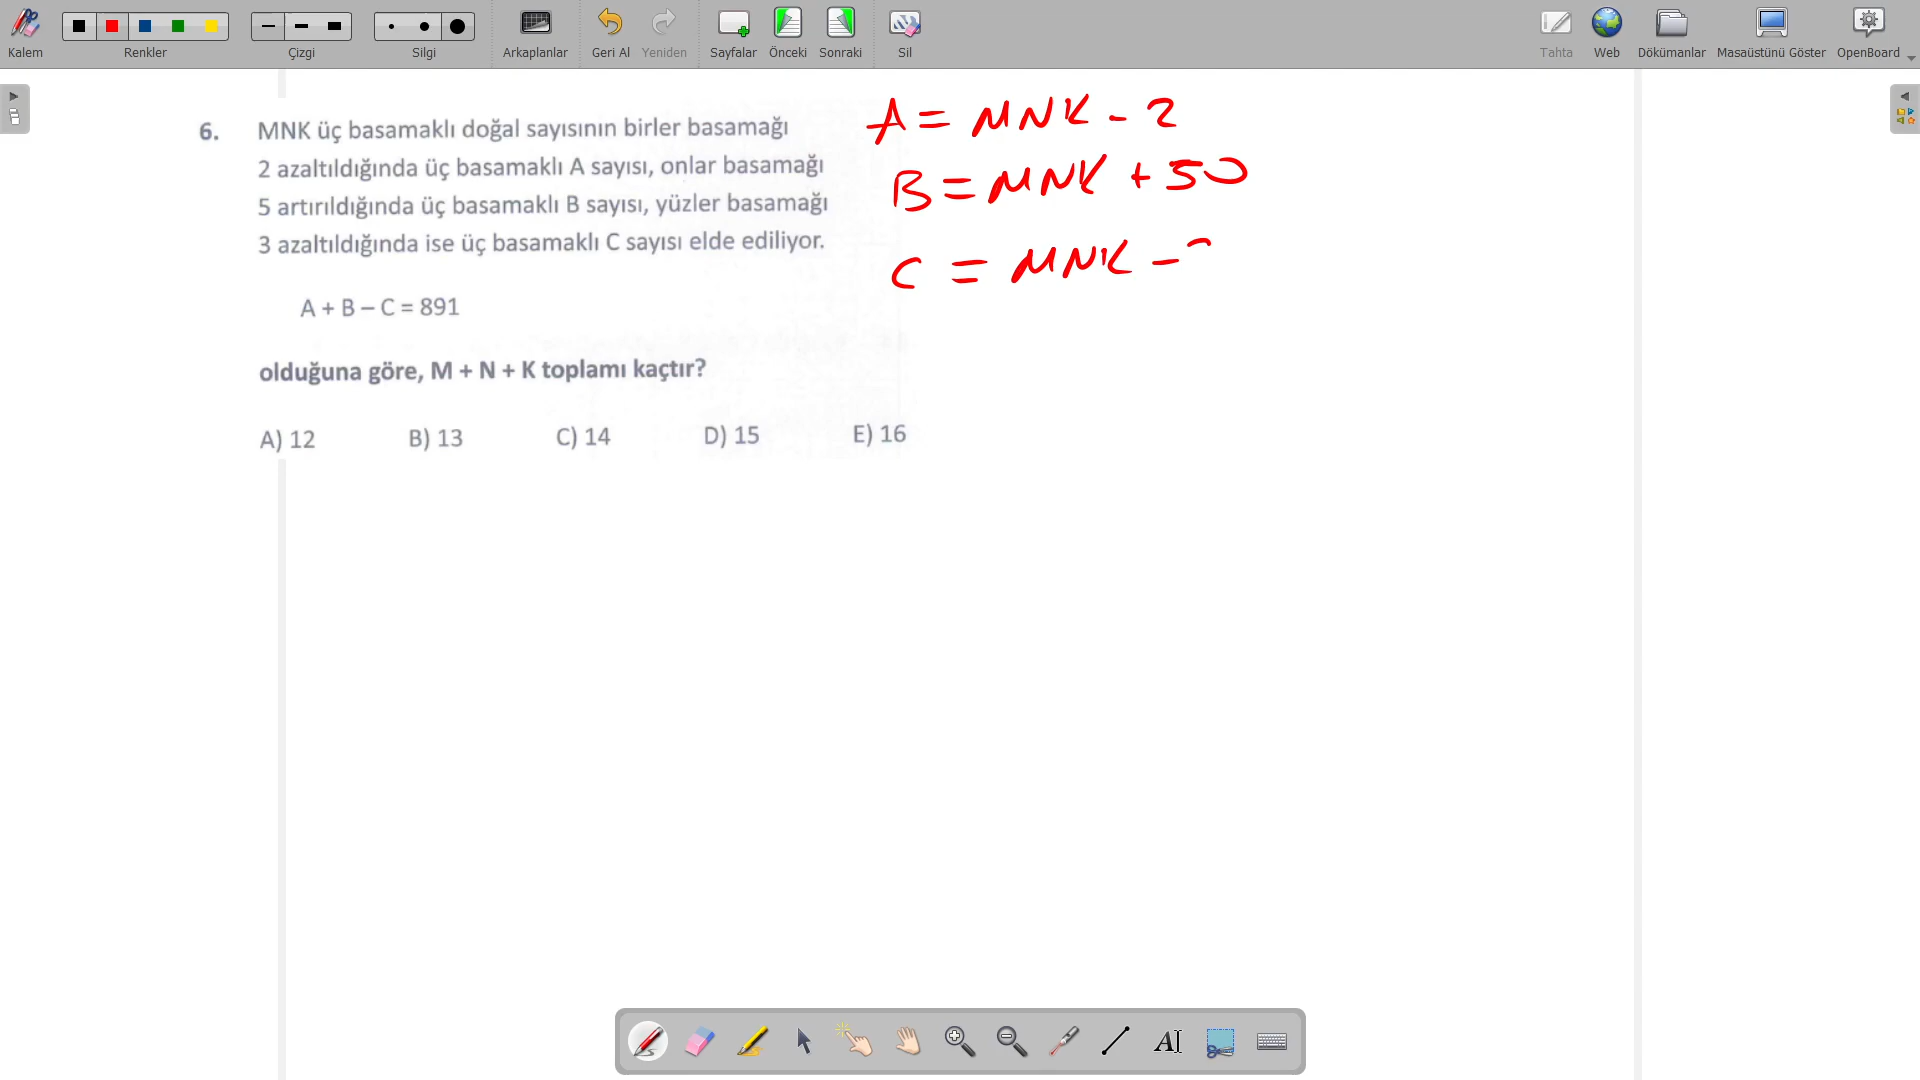 Kalem
Renkler
Çizgi
Silgi
Arkaplanlar
Geri Al
Yeniden
Sayfalar
Önceki
Sonraki
Sil
Tahta
Web
Dökümanlar
Masaüstünü Göster
OpenBoard
6. MNK üç basamaklı doğal sayısının birler basamağı
2 azaltıldığında üç basamaklı A sayısı, onlar basamağı
5 artırıldığında üç basamaklı B sayısı, yüzler basamağı
3 azaltıldığında ise üç basamaklı C sayısı elde ediliyor.
A + B – C = 891
olduğuna göre, M + N + K toplamı kaçtır?
A) 12 B) 13 C) 14 D) 15 E) 16
A = MNK - 2
B = MNK + 50
C = MNK -